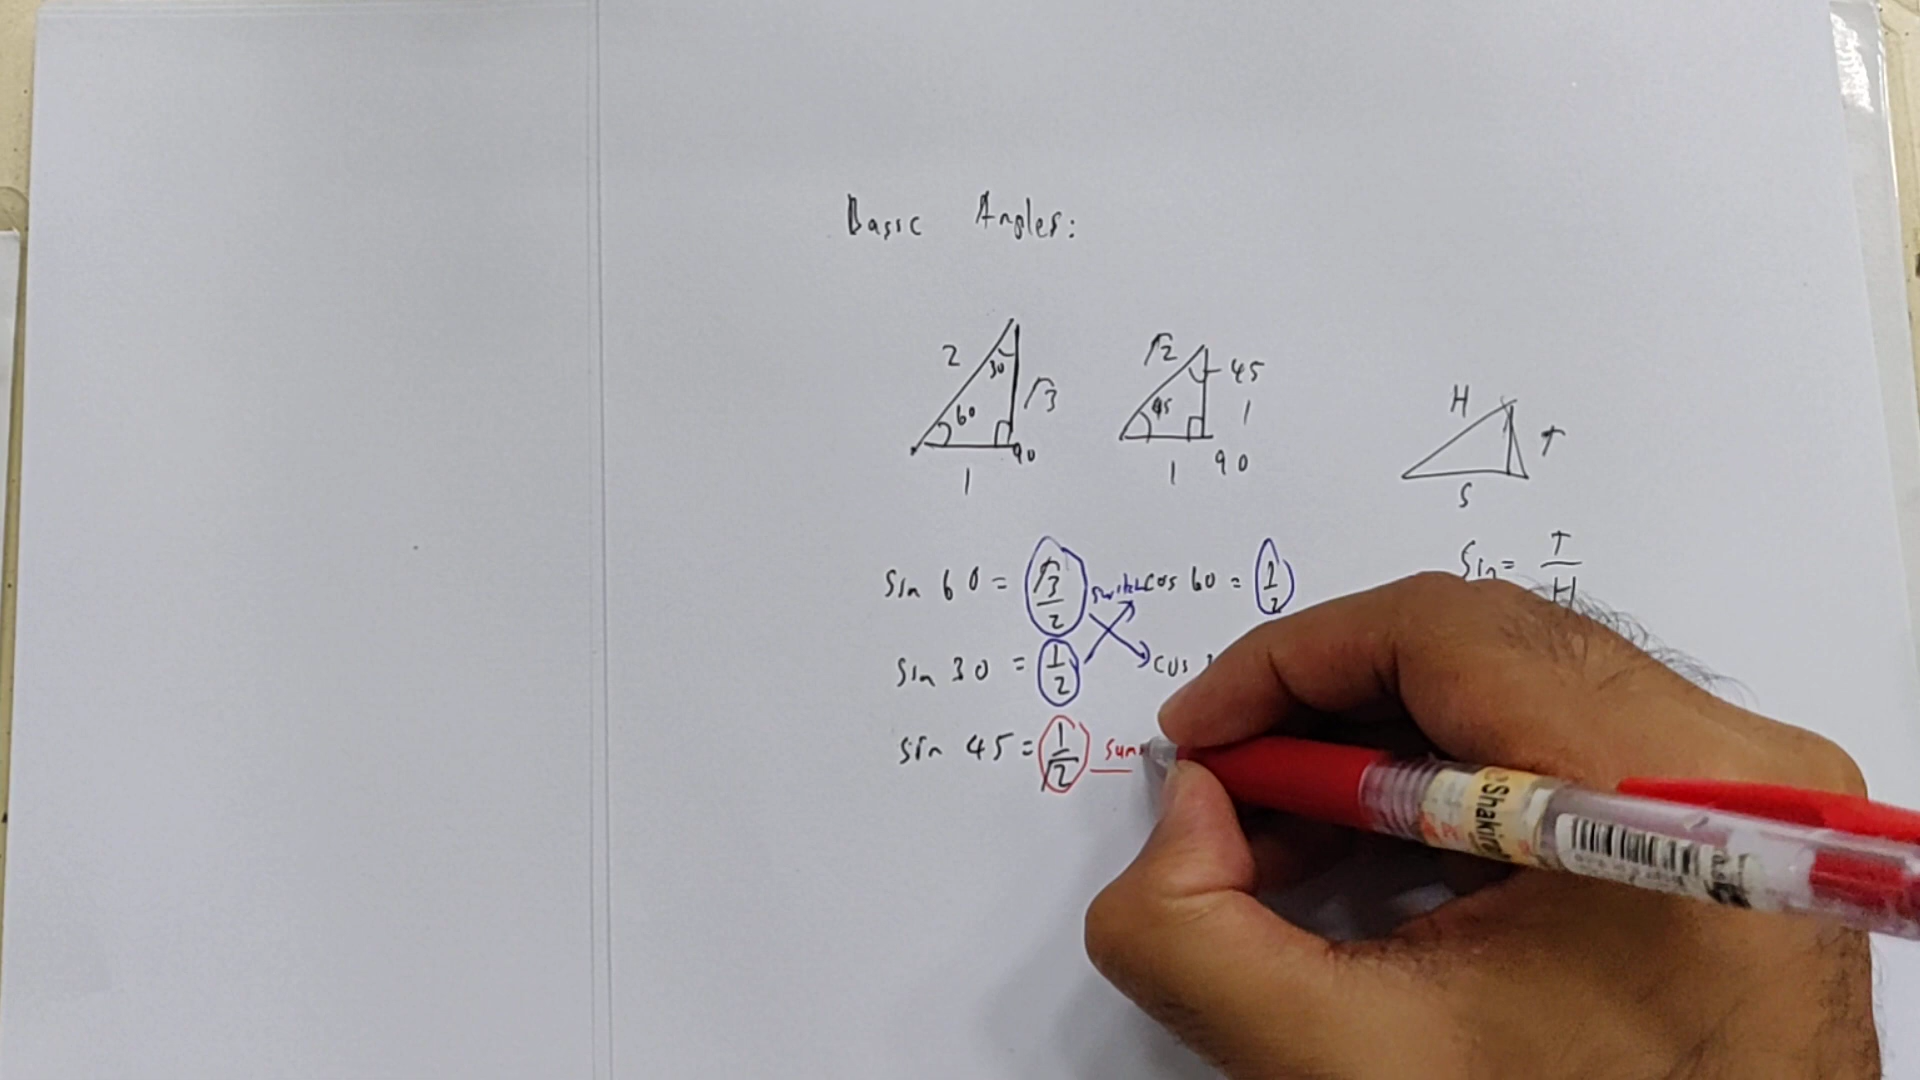 Basic Angles:
2
30
60
√3
90
1
√2
45
45
1
1
90
H
T
S
Sin = T/H
Sin 60 = √3/2 switch cos 60 = 1/2
Sin 30 = 1/2 cos
sin 45 = 1/√2
Shakira